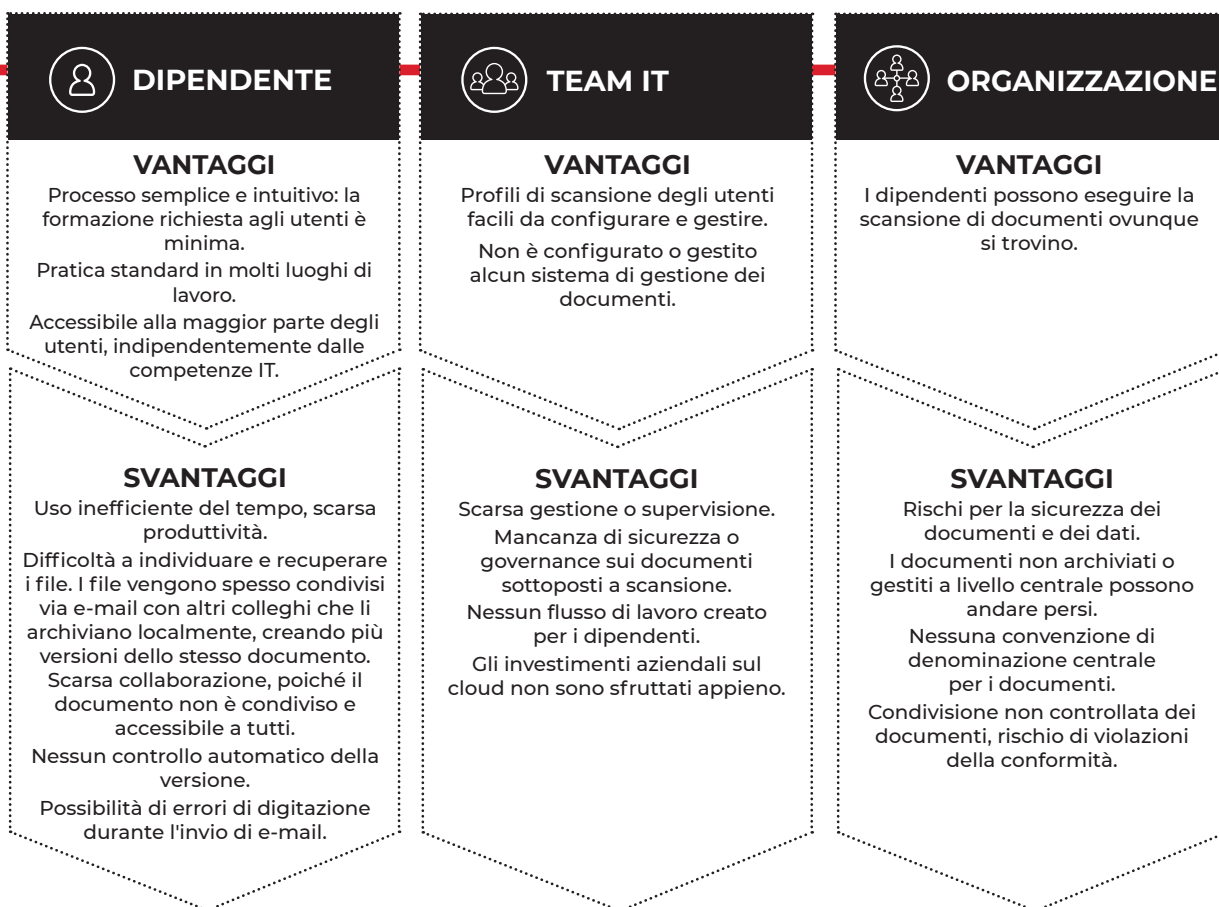 DIPENDENTE
VANTAGGI
Processo semplice e intuitivo: la
formazione richiesta agli utenti è
minima.
Pratica standard in molti luoghi di
lavoro.
Accessibile alla maggior parte degli
utenti, indipendentemente dalle
competenze IT.
SVANTAGGI
Uso inefficiente del tempo, scarsa
produttività.
Difficoltà a individuare e recuperare
i file. I file vengono spesso condivisi
via e-mail con altri colleghi che li
archiviano localmente, creando più
versioni dello stesso documento.
Scarsa collaborazione, poiché il
documento non è condiviso e
accessibile a tutti.
Nessun controllo automatico della
versione.
Possibilità di errori di digitazione
durante l'invio di e-mail.
TEAM IT
VANTAGGI
Profili di scansione degli utenti
facili da configurare e gestire.
Non è configurato o gestito
alcun sistema di gestione dei
documenti.
SVANTAGGI
Scarsa gestione o supervisione.
Mancanza di sicurezza o
governance sui documenti
sottoposti a scansione.
Nessun flusso di lavoro creato
per i dipendenti.
Gli investimenti aziendali sul
cloud non sono sfruttati appieno.
ORGANIZZAZIONE
VANTAGGI
I dipendenti possono eseguire la
scansione di documenti ovunque
si trovino.
SVANTAGGI
Rischi per la sicurezza dei
documenti e dei dati.
I documenti non archiviati o
gestiti a livello centrale possono
andare persi.
Nessuna convenzione di
denominazione centrale
per i documenti.
Condivisione non controllata dei
documenti, rischio di violazioni
della conformità.